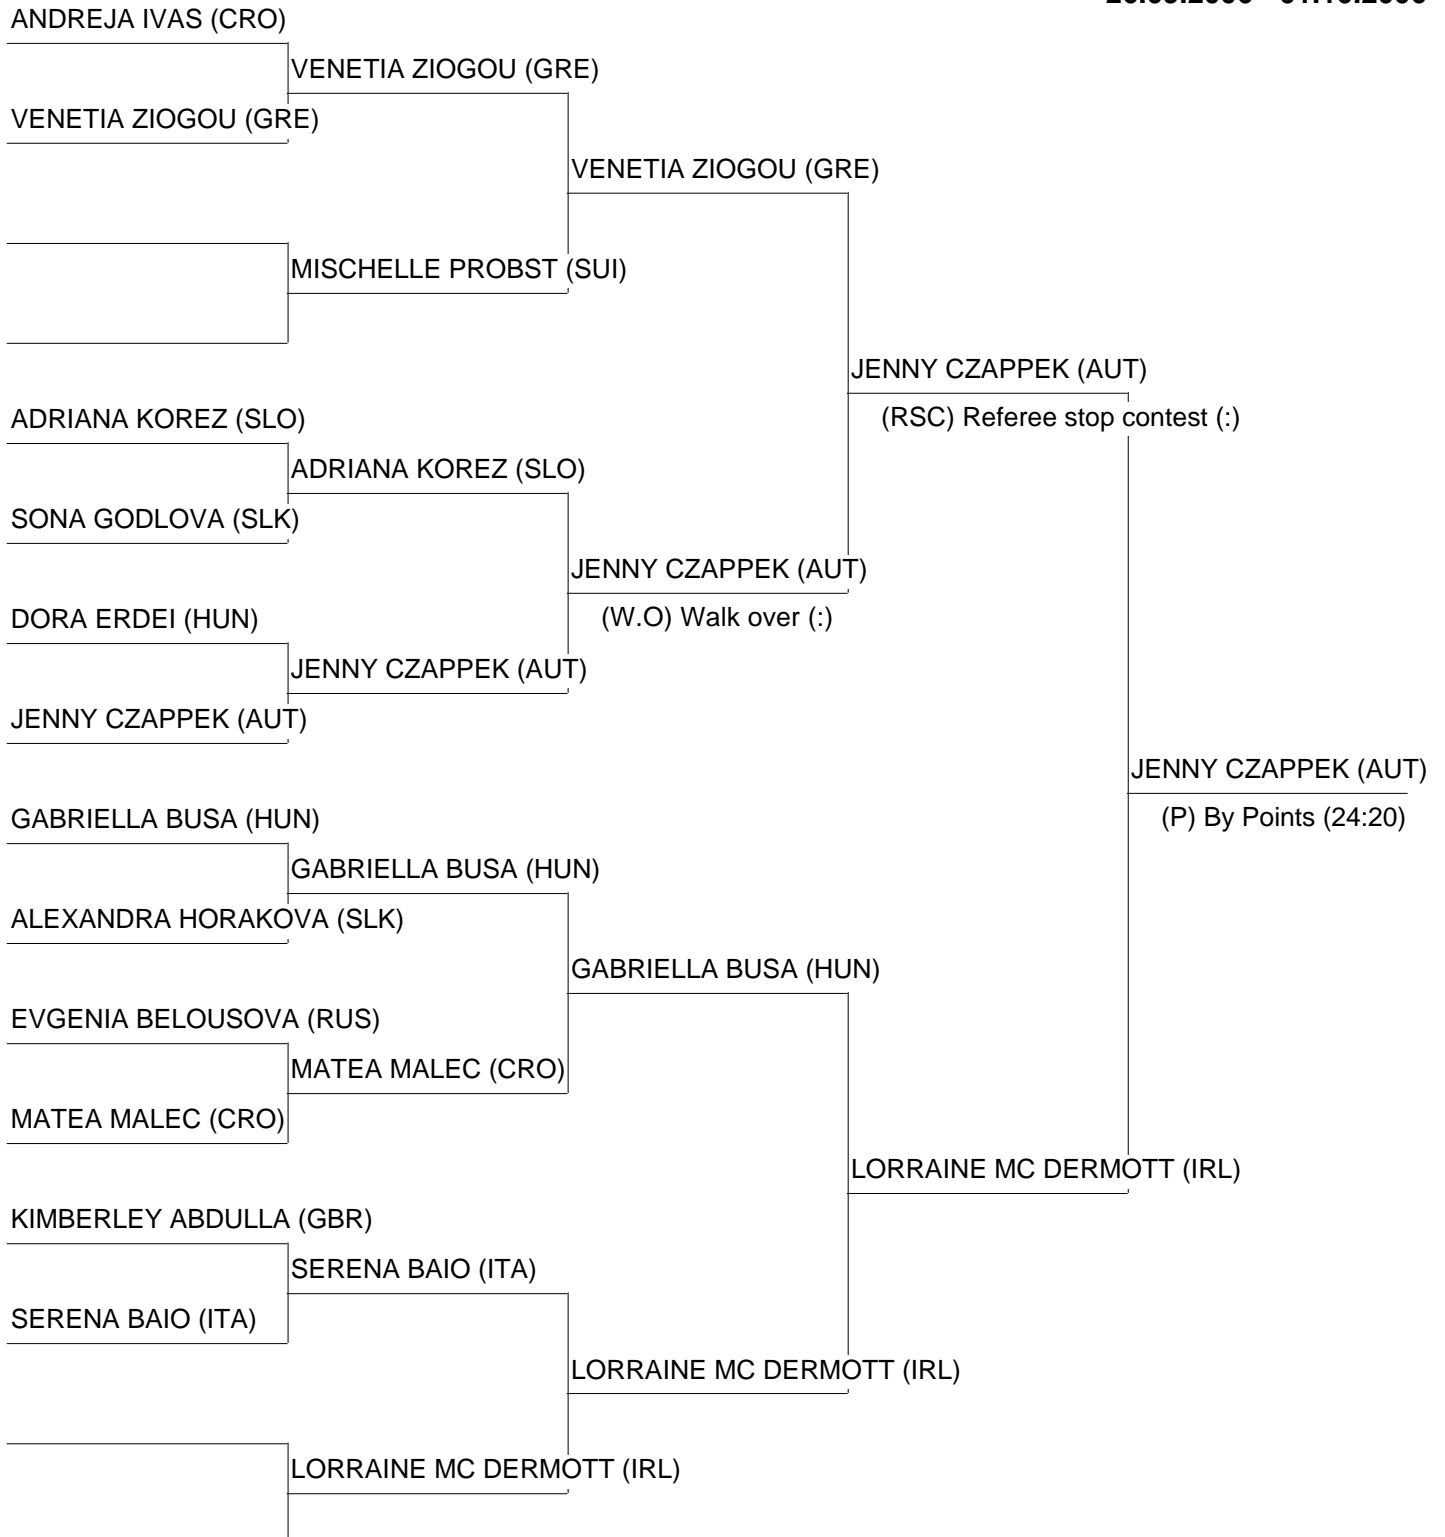 ANDREJA IVAS (CRO)
VENETIA ZIOGOU (GRE)
VENETIA ZIOGOU (GRE)
VENETIA ZIOGOU (GRE)
MISCHELLE PROBST (SUI)
JENNY CZAPPEK (AUT)
(RSC) Referee stop contest (:)
ADRIANA KOREZ (SLO)
ADRIANA KOREZ (SLO)
SONA GODLOVA (SLK)
JENNY CZAPPEK (AUT)
(W.O) Walk over (:)
DORA ERDEI (HUN)
JENNY CZAPPEK (AUT)
JENNY CZAPPEK (AUT)
JENNY CZAPPEK (AUT)
(P) By Points (24:20)
GABRIELLA BUSA (HUN)
GABRIELLA BUSA (HUN)
ALEXANDRA HORAKOVA (SLK)
GABRIELLA BUSA (HUN)
EVGENIA BELOUSOVA (RUS)
MATEA MALEC (CRO)
MATEA MALEC (CRO)
LORRAINE MC DERMOTT (IRL)
KIMBERLEY ABDULLA (GBR)
SERENA BAIO (ITA)
SERENA BAIO (ITA)
LORRAINE MC DERMOTT (IRL)
LORRAINE MC DERMOTT (IRL)